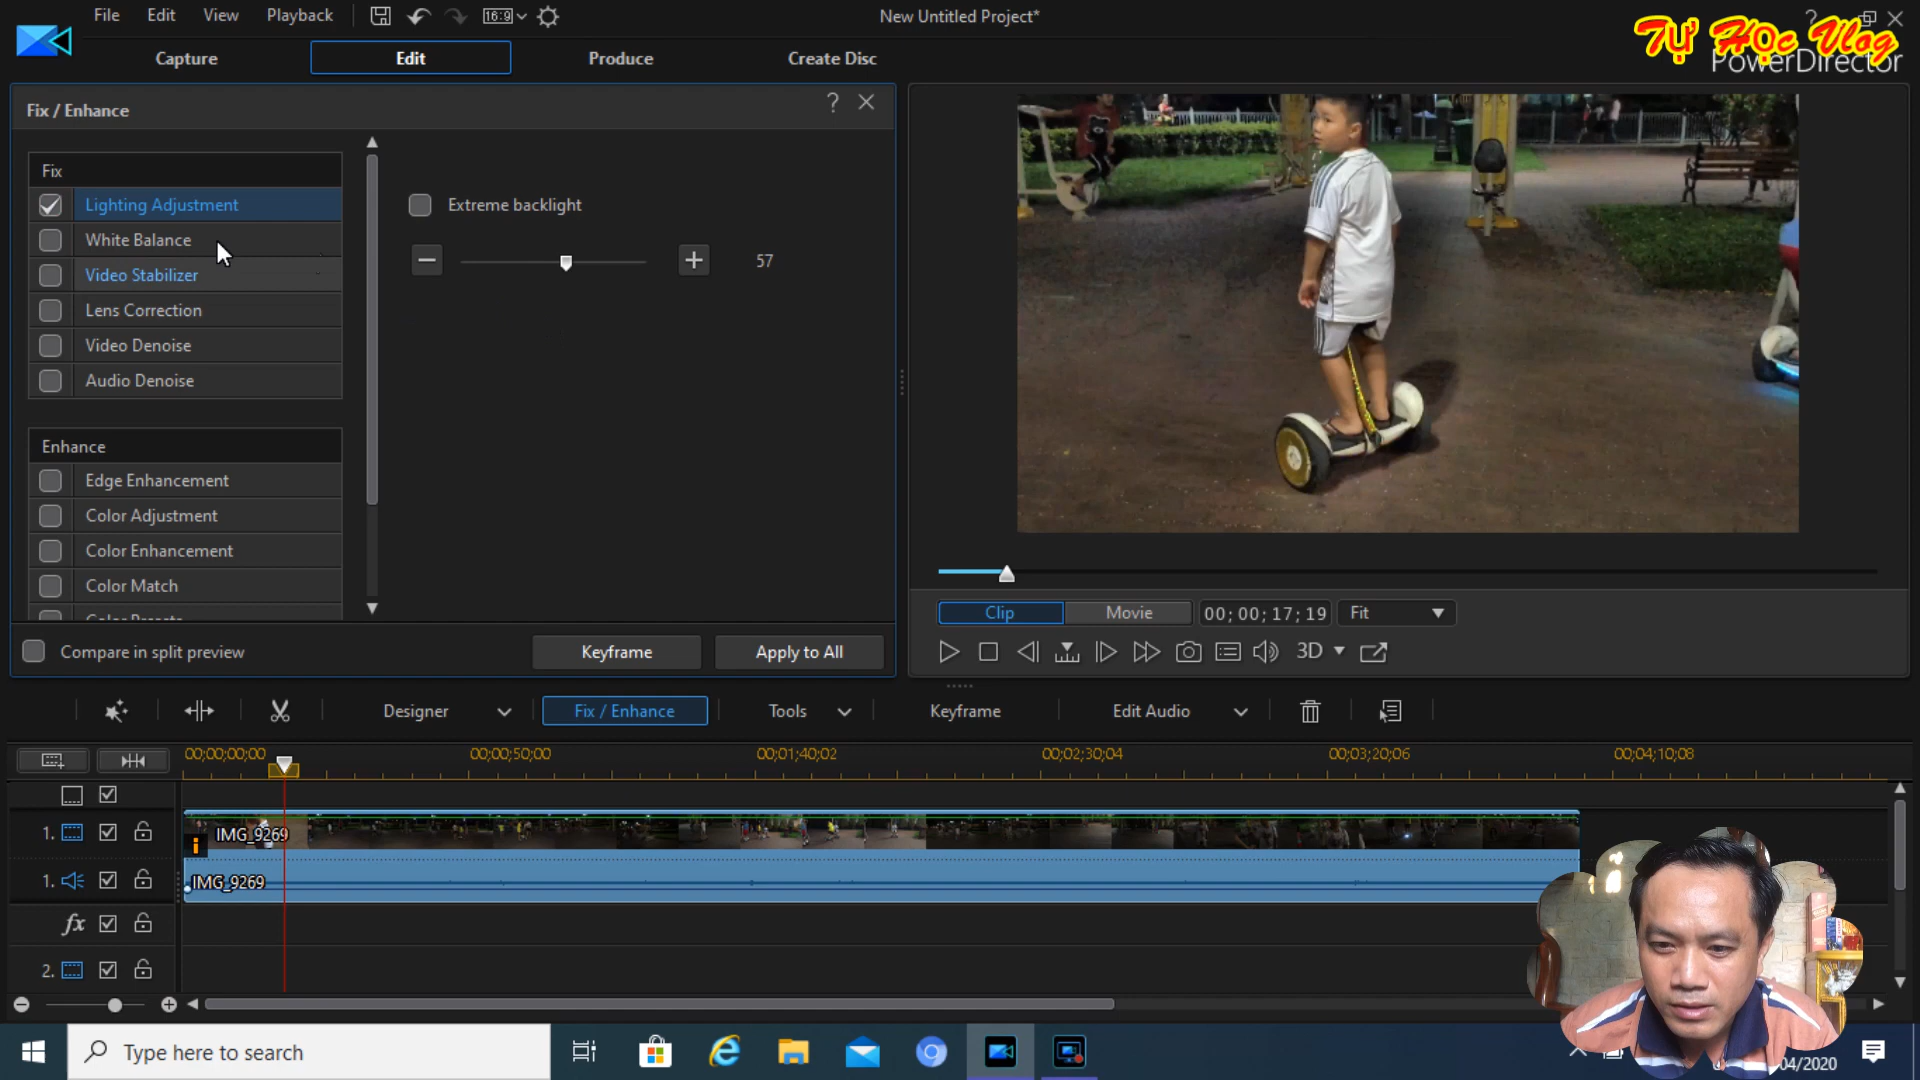 File Edit View Playback 16:9 New Untitled Project* ?
Tự Học Vlog
PowerDirector
Capture Edit Produce Create Disc
Fix / Enhance ?
Fix
Lighting Adjustment
White Balance
Video Stabilizer
Lens Correction
Video Denoise
Audio Denoise
Extreme backlight
57
Enhance
Edge Enhancement
Color Adjustment
Color Enhancement
Color Match
Color Presets
Compare in split preview Keyframe Apply to All
Clip Movie 00; 00; 17; 19 Fit
3D
Designer Fix / Enhance Tools Keyframe Edit Audio
00;00;00;00 00;00;50;00 00;01;40;02 00;02;30;04 00;03;20;06 00;04;10;08
1. IMG_9269
1. IMG_9269
fx
2.
Type here to search
04/2020